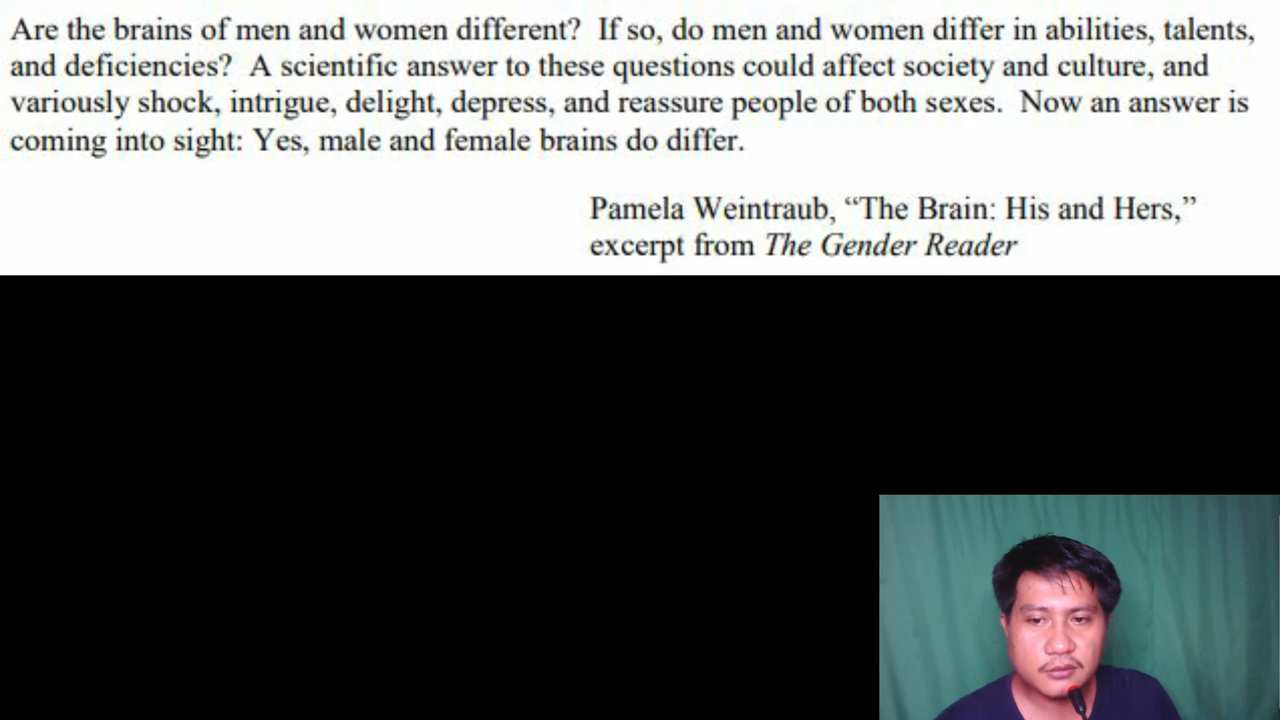 Are the brains of men and women different?  If so, do men and women differ in abilities, talents,
and deficiencies?  A scientific answer to these questions could affect society and culture, and
variously shock, intrigue, delight, depress, and reassure people of both sexes.  Now an answer is
coming into sight: Yes, male and female brains do differ.
Pamela Weintraub, “The Brain: His and Hers,”
excerpt from The Gender Reader